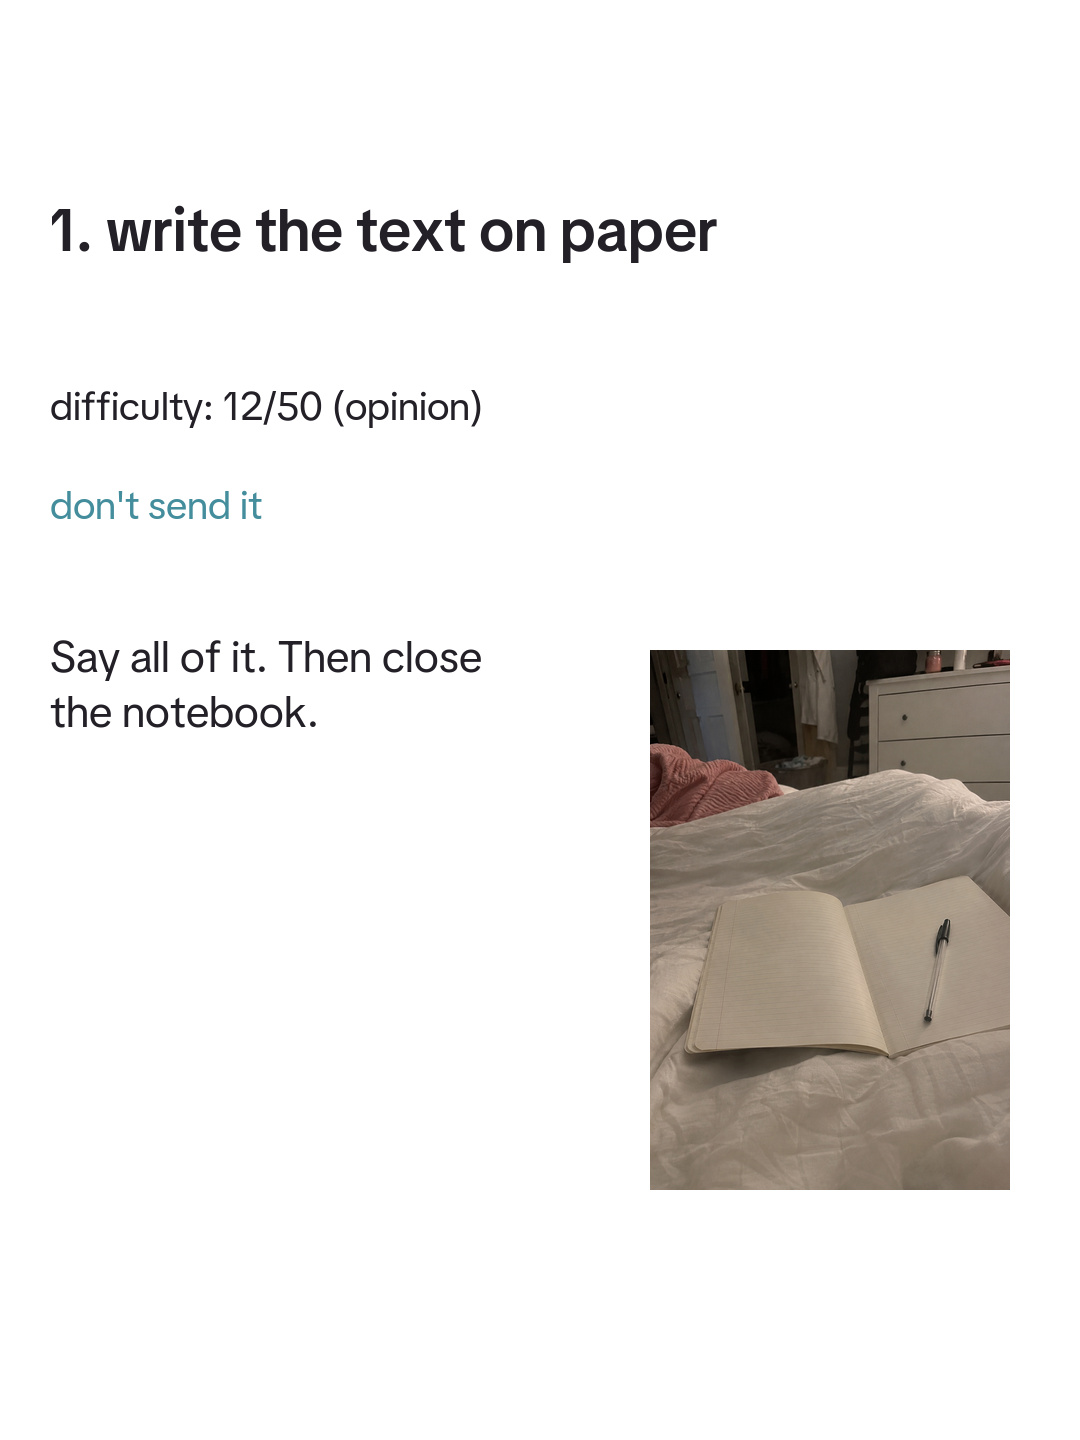 1. write the text on paper
difficulty: 12/50 (opinion)
don't send it
Say all of it. Then close
the notebook.